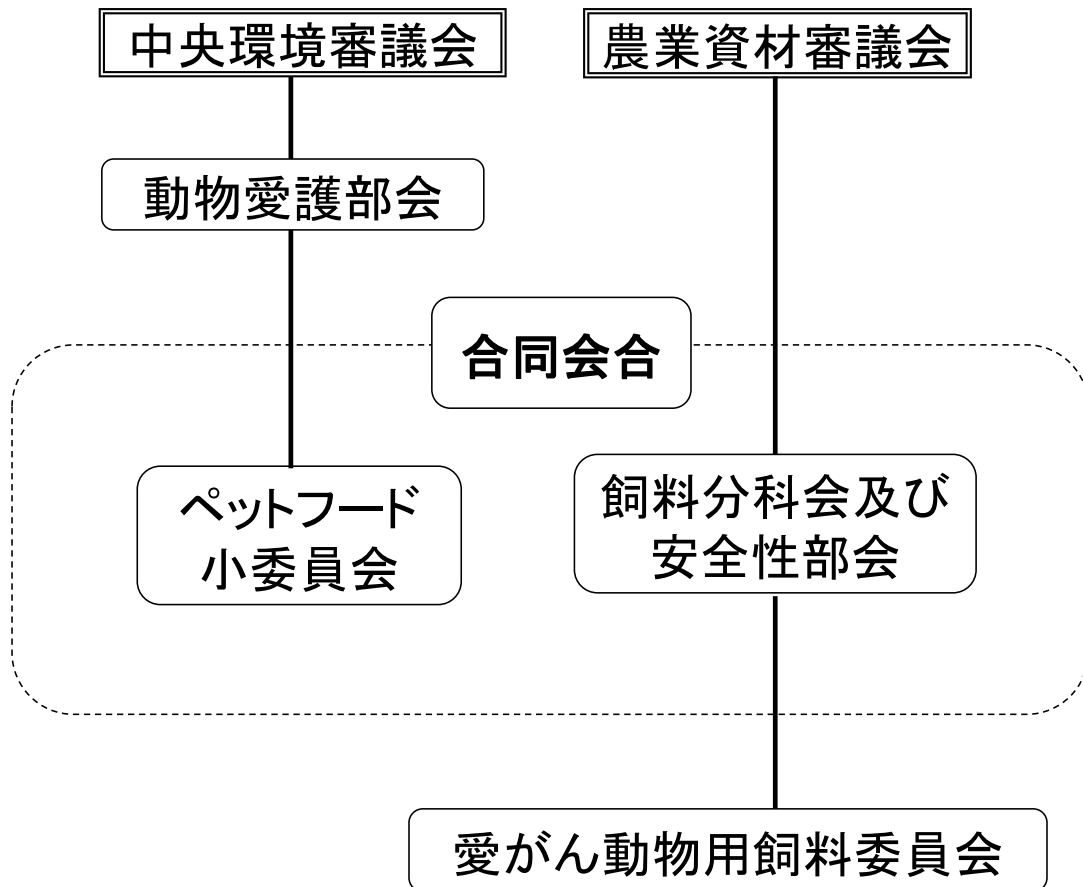 中央環境審議会
農業資材審議会
動物愛護部会
合同会合
ペットフード
小委員会
飼料分科会及び
安全性部会
愛がん動物用飼料委員会